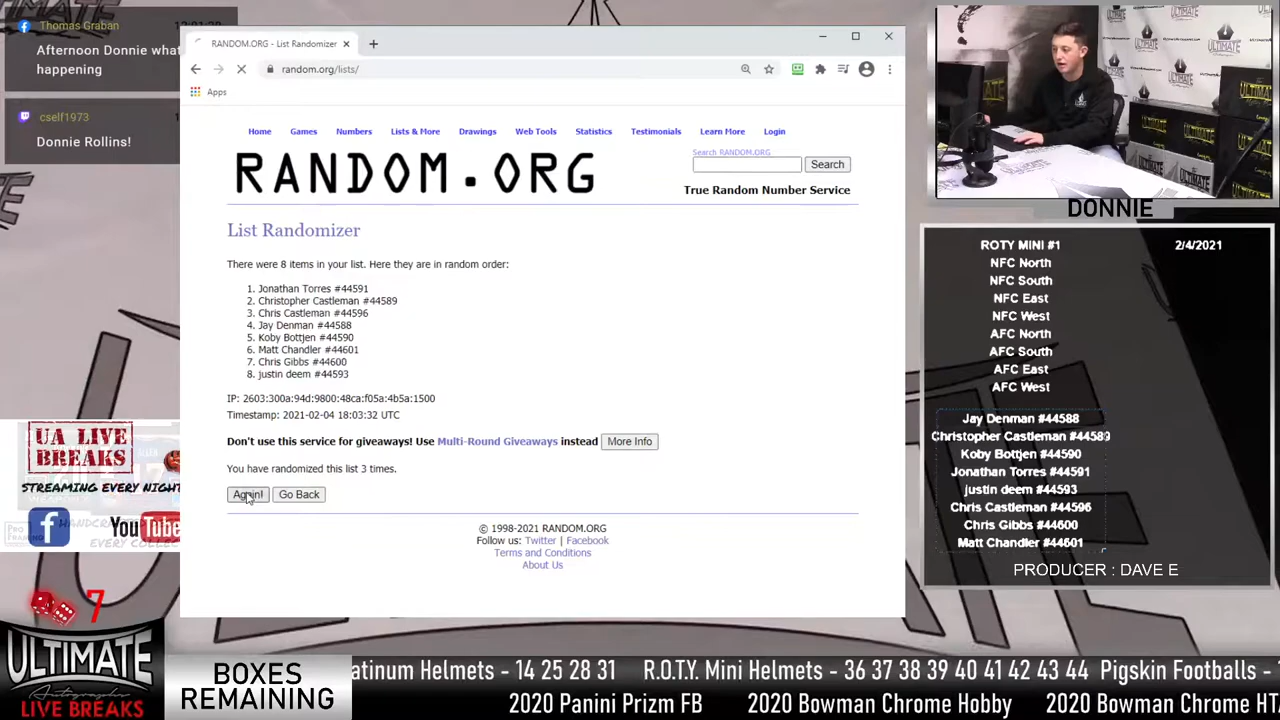 Thomas Graban
Afternoon Donnie what
happening
cself1973
Donnie Rollins!
RANDOM.ORG - List Randomizer
random.org/lists/
Apps
Home Games Numbers Lists & More Drawings Web Tools Statistics Testimonials Learn More Login
RANDOM.ORG
Search RANDOM.ORG
Search
True Random Number Service
List Randomizer
There were 8 items in your list. Here they are in random order:
1. Jonathan Torres #44591
2. Christopher Castleman #44589
3. Chris Castleman #44596
4. Jay Denman #44588
5. Koby Bottjen #44590
6. Matt Chandler #44601
7. Chris Gibbs #44600
8. justin deem #44593
IP: 2603:300a:94d:9800:48ca:f05a:4b5a:1500
Timestamp: 2021-02-04 18:03:32 UTC
Don't use this service for giveaways! Use Multi-Round Giveaways instead More Info
You have randomized this list 3 times.
Again! Go Back
© 1998-2021 RANDOM.ORG
Follow us: Twitter | Facebook
Terms and Conditions
About Us
DONNIE
ROTY MINI #1 2/4/2021
NFC North
NFC South
NFC East
NFC West
AFC North
AFC South
AFC East
AFC West
Jay Denman #44588
Christopher Castleman #44589
Koby Bottjen #44590
Jonathan Torres #44591
justin deem #44593
Chris Castleman #44596
Chris Gibbs #44600
Matt Chandler #44601
PRODUCER : DAVE E
UA LIVE
BREAKS
STREAMING EVERY NIGH
f YouTube
7
ULTIMATE
Autographs
LIVE BREAKS
BOXES
REMAINING
atinum Helmets - 14 25 28 31 R.O.T.Y. Mini Helmets - 36 37 38 39 40 41 42 43 44 Pigskin Footballs -
2020 Panini Prizm FB 2020 Bowman Chrome Hobby 2020 Bowman Chrome HTA